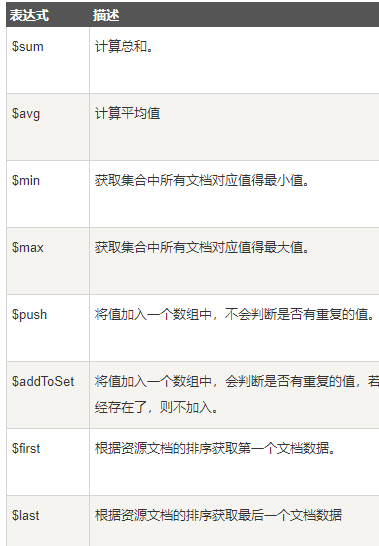 表达式 描述
$sum 计算总和。
$avg 计算平均值
$min 获取集合中所有文档对应值得最小值。
$max 获取集合中所有文档对应值得最大值。
$push 将值加入一个数组中，不会判断是否有重复的值。
$addToSet 将值加入一个数组中，会判断是否有重复的值，若
经存在了，则不加入。
$first 根据资源文档的排序获取第一个文档数据。
$last 根据资源文档的排序获取最后一个文档数据